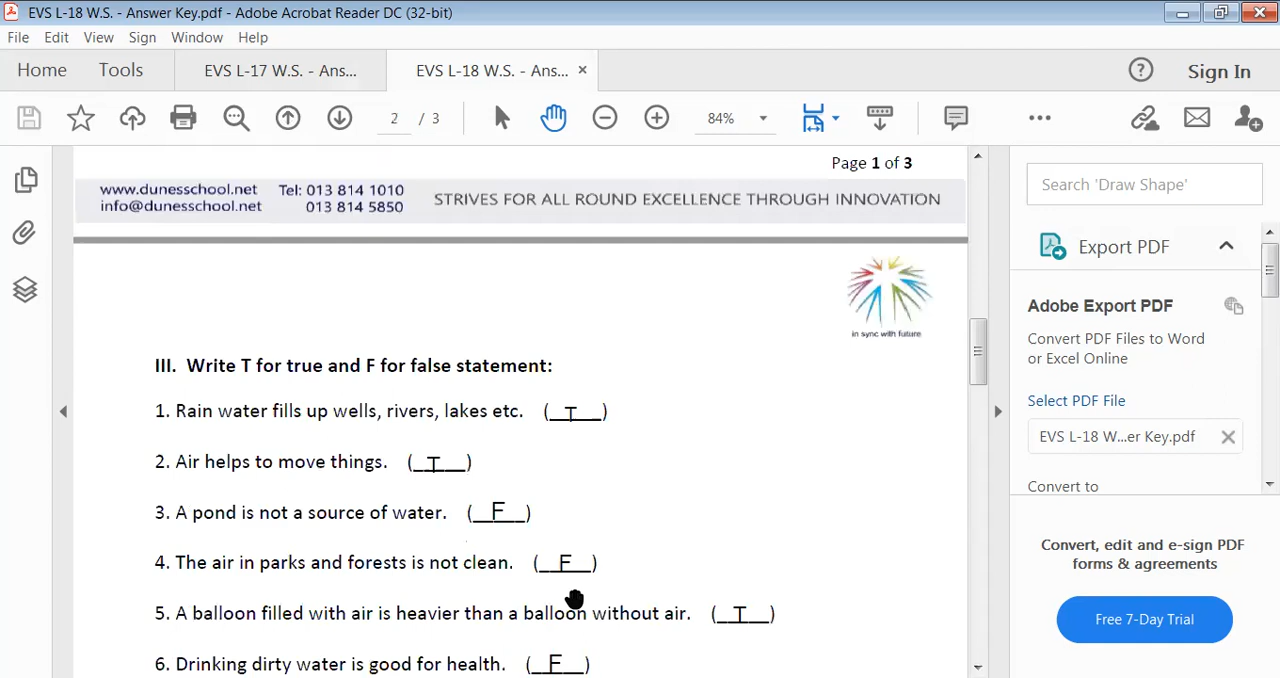 EVS L-18 W.S. - Answer Key.pdf - Adobe Acrobat Reader DC (32-bit)
File Edit View Sign Window Help
Home Tools EVS L-17 W.S. - Ans... EVS L-18 W.S. - Ans... ×
Sign In
2 / 3 84%
Page 1 of 3
www.dunesschool.net Tel: 013 814 1010
info@dunesschool.net 013 814 5850
STRIVES FOR ALL ROUND EXCELLENCE THROUGH INNOVATION
in sync with future
III. Write T for true and F for false statement:
1. Rain water fills up wells, rivers, lakes etc. (__T__)
2. Air helps to move things. (__T__)
3. A pond is not a source of water. (__F__)
4. The air in parks and forests is not clean. (__F__)
5. A balloon filled with air is heavier than a balloon without air. (__T__)
6. Drinking dirty water is good for health. (__F__)
Search 'Draw Shape'
Export PDF
Adobe Export PDF
Convert PDF Files to Word
or Excel Online
Select PDF File
EVS L-18 W...er Key.pdf
Convert to
Convert, edit and e-sign PDF
forms & agreements
Free 7-Day Trial